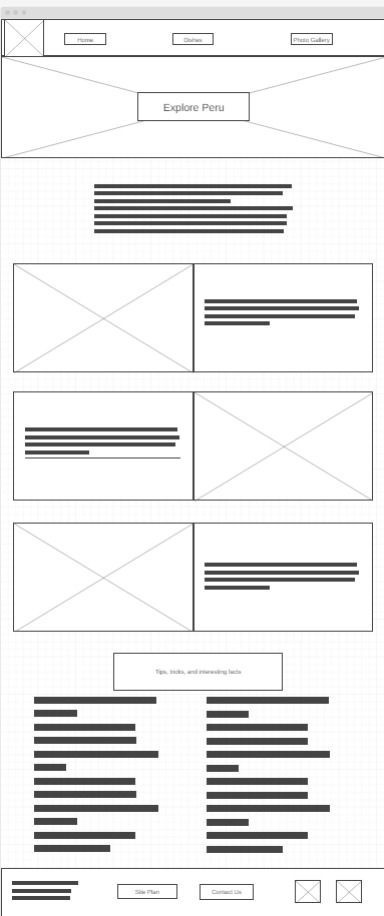 Home
Dishes
Photo Gallery
Explore Peru
Tips, tricks, and interesting facts
Site Plan
Contact Us